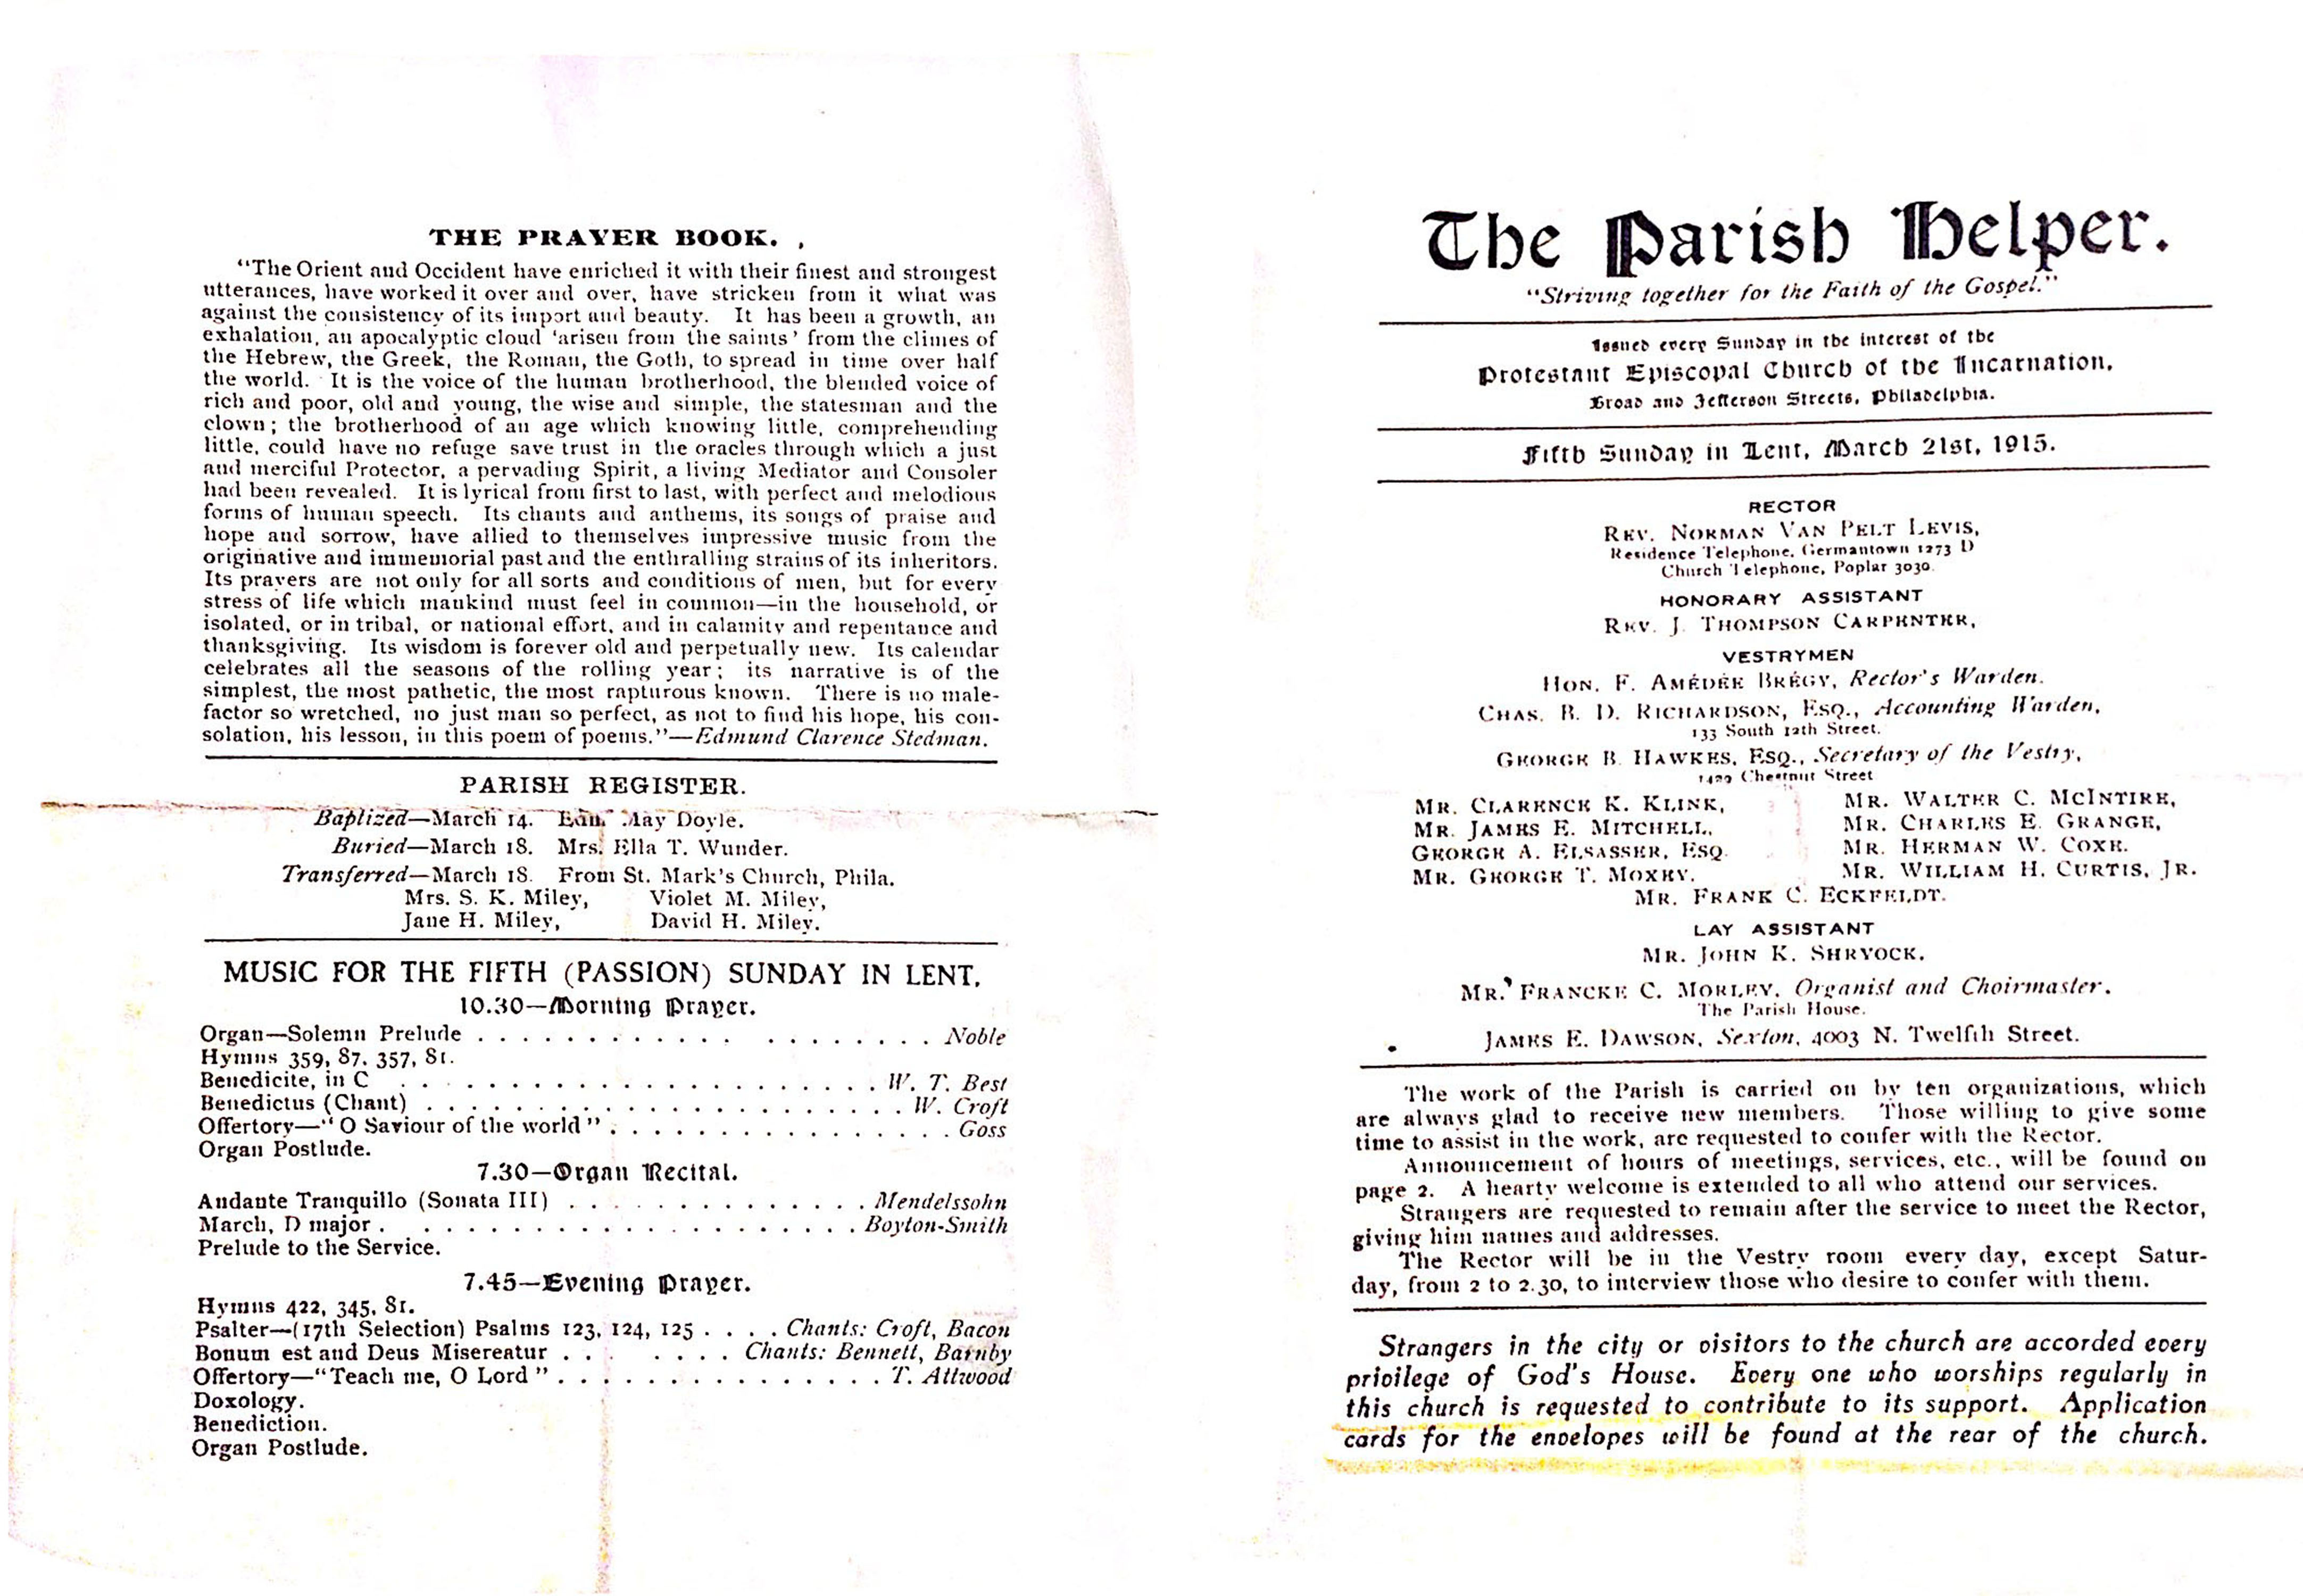 THE PRAYER BOOK.
"The Orient and Occident have enriched it with their finest and strongest
utterances, have worked it over and over, have stricken from it what was
against the consistency of its import and beauty. It has been a growth, an
exhalation, an apocalyptic cloud 'arisen from the saints' from the climes of
the Hebrew, the Greek, the Roman, the Goth, to spread in time over half
the world. It is the voice of the human brotherhood, the blended voice of
rich and poor, old and young, the wise and simple, the statesman and the
clown; the brotherhood of an age which knowing little, comprehending
little, could have no refuge save trust in the oracles through which a just
and merciful Protector, a pervading Spirit, a living Mediator and Consoler
had been revealed. It is lyrical from first to last, with perfect and melodious
forms of human speech. Its chants and anthems, its songs of praise and
hope and sorrow, have allied to themselves impressive music from the
originative and immemorial past and the enthralling strains of its inheritors.
Its prayers are not only for all sorts and conditions of men, but for every
stress of life which mankind must feel in common—in the household, or
isolated, or in tribal, or national effort, and in calamity and repentance and
thanksgiving. Its wisdom is forever old and perpetually new. Its calendar
celebrates all the seasons of the rolling year; its narrative is of the
simplest, the most pathetic, the most rapturous known. There is no male-
factor so wretched, no just man so perfect, as not to find his hope, his con-
solation, his lesson, in this poem of poems."—Edmund Clarence Stedman.
PARISH REGISTER.
Baptized—March 14. May Doyle.
Buried—March 18. Mrs. Ella T. Wunder.
Transferred—March 18. From St. Mark's Church, Phila.
Mrs. S. K. Miley, Violet M. Miley,
Jane H. Miley, David H. Miley.
MUSIC FOR THE FIFTH (PASSION) SUNDAY IN LENT.
10.30—Morning Prayer.
Organ—Solemn Prelude . . . . . . . . . . . . . . . . . . . . Noble
Hymns 359, 87, 357, 81.
Benedicite, in C . . . . . . . . . . . . . . . . . . . . . W. T. Best
Benedictus (Chant) . . . . . . . . . . . . . . . . . . . . . W. Croft
Offertory—"O Saviour of the world" . . . . . . . . . . . . . . . . Goss
Organ Postlude.
7.30—Organ Recital.
Andante Tranquillo (Sonata III) . . . . . . . . . . . . . . Mendelssohn
March, D major . . . . . . . . . . . . . . . . . . . . Boyton-Smith
Prelude to the Service.
7.45—Evening Prayer.
Hymns 422, 345, 81.
Psalter—(17th Selection) Psalms 123, 124, 125 . . . . Chants: Croft, Bacon
Bonum est and Deus Misereatur . . . . . . Chants: Bennett, Barnby
Offertory—"Teach me, O Lord" . . . . . . . . . . . . . . . T. Attwood
Doxology.
Benediction.
Organ Postlude.
The Parish Helper.
"Striving together for the Faith of the Gospel."
Issued every Sunday in the interest of the
Protestant Episcopal Church of the Incarnation,
Broad and Jefferson Streets, Philadelphia.
Fifth Sunday in Lent, March 21st, 1915.
RECTOR
REV. NORMAN VAN PELT LEVIS,
Residence Telephone, Germantown 1273 D
Church Telephone, Poplar 3030.
HONORARY ASSISTANT
REV. J. THOMPSON CARPENTER,
VESTRYMEN
HON. F. AMÉDÉE BRÉGY, Rector's Warden.
CHAS. B. D. RICHARDSON, ESQ., Accounting Warden,
133 South 12th Street.
GEORGE B. HAWKES, ESQ., Secretary of the Vestry,
Chestnut Street
MR. CLARENCE K. KLINK, MR. WALTER C. MCINTIRE,
MR. JAMES E. MITCHELL, MR. CHARLES E. GRANGE,
GEORGE A. ELSASSER, ESQ. MR. HERMAN W. COXE.
MR. GEORGE T. MOXEY. MR. WILLIAM H. CURTIS, JR.
MR. FRANK C. ECKFELDT.
LAY ASSISTANT
MR. JOHN K. SHRYOCK.
MR. FRANCKE C. MORLEY, Organist and Choirmaster.
The Parish House.
JAMES E. DAWSON, Sexton, 4003 N. Twelfth Street.
The work of the Parish is carried on by ten organizations, which
are always glad to receive new members. Those willing to give some
time to assist in the work, are requested to confer with the Rector.
Announcement of hours of meetings, services, etc., will be found on
page 2. A hearty welcome is extended to all who attend our services.
Strangers are requested to remain after the service to meet the Rector,
giving him names and addresses.
The Rector will be in the Vestry room every day, except Satur-
day, from 2 to 2.30, to interview those who desire to confer with them.
Strangers in the city or visitors to the church are accorded every
privilege of God's House. Every one who worships regularly in
this church is requested to contribute to its support. Application
cards for the envelopes will be found at the rear of the church.